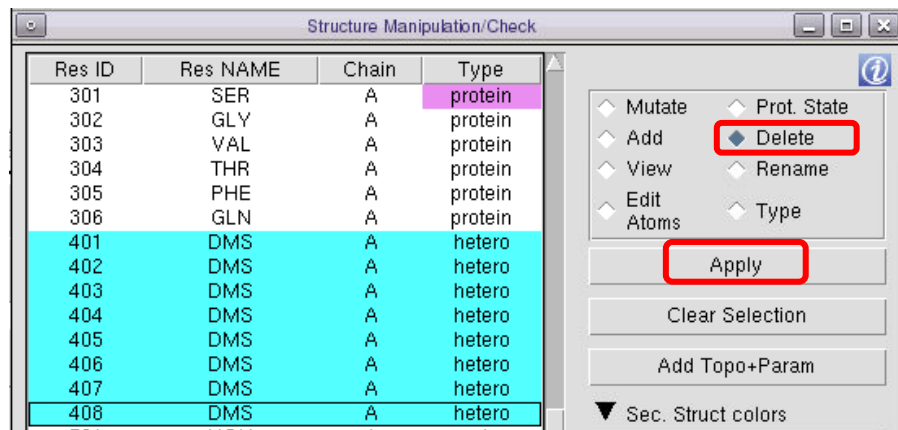 Structure Manipulation/Check
Res ID Res NAME Chain Type
301 SER A protein
302 GLY A protein
303 VAL A protein
304 THR A protein
305 PHE A protein
306 GLN A protein
401 DMS A hetero
402 DMS A hetero
403 DMS A hetero
404 DMS A hetero
405 DMS A hetero
406 DMS A hetero
407 DMS A hetero
408 DMS A hetero
i
Mutate Prot. State
Add Delete
View Rename
Edit
Atoms Type
Apply
Clear Selection
Add Topo+Param
Sec. Struct colors